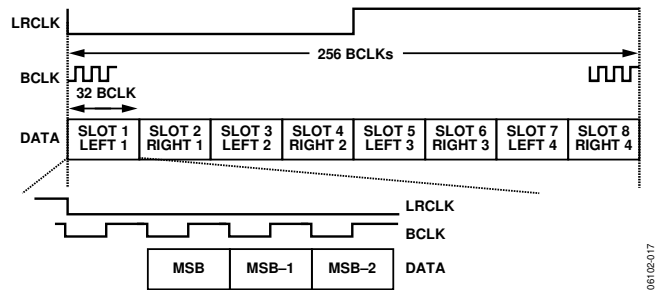 LRCLK
256 BCLKs
BCLK
32 BCLK
DATA
SLOT 1 SLOT 2 SLOT 3 SLOT 4 SLOT 5 SLOT 6 SLOT 7 SLOT 8
LEFT 1 RIGHT 1 LEFT 2 RIGHT 2 LEFT 3 RIGHT 3 LEFT 4 RIGHT 4
LRCLK
BCLK
MSB MSB–1 MSB–2 DATA
06102-017